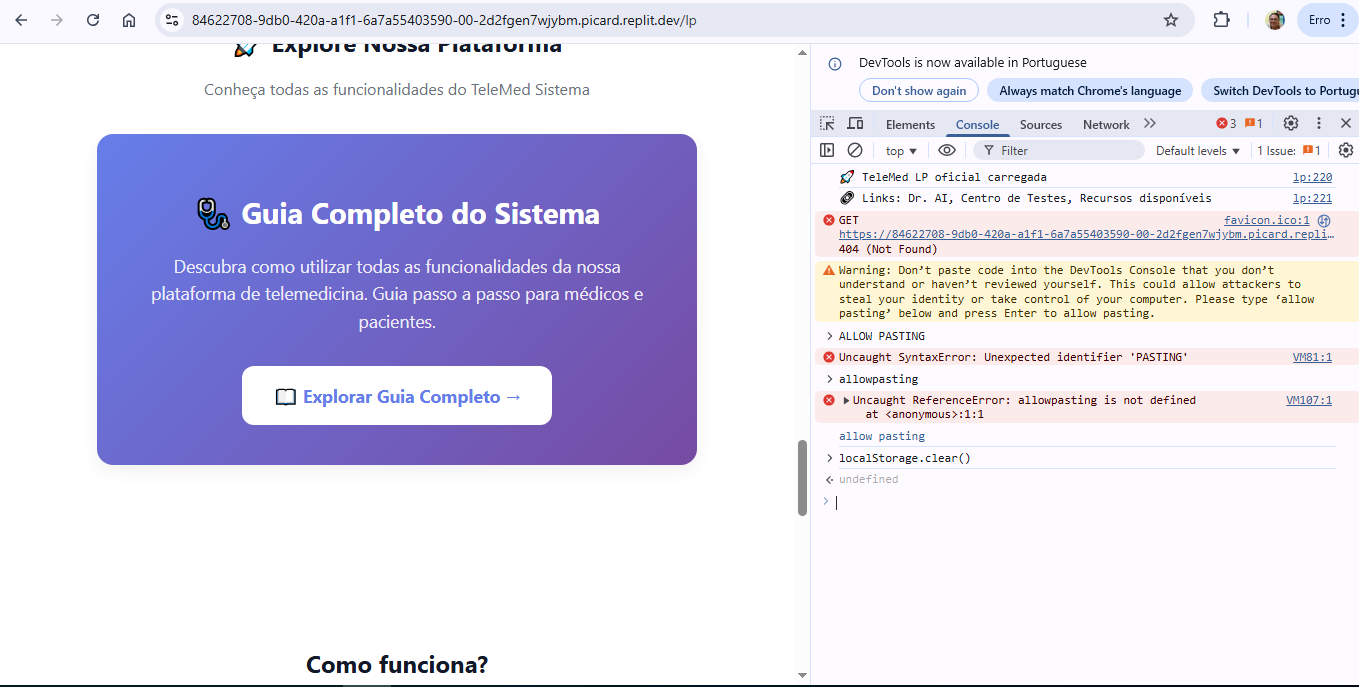 84622708-9db0-420a-a1f1-6a7a55403590-00-2d2fgen7wjybm.picard.replit.dev/lp
Erro
Explore Nossa Plataforma
Conheça todas as funcionalidades do TeleMed Sistema
Guia Completo do Sistema
Descubra como utilizar todas as funcionalidades da nossa
plataforma de telemedicina. Guia passo a passo para médicos e
pacientes.
Explorar Guia Completo →
Como funciona?
DevTools is now available in Portuguese
Don't show again
Always match Chrome's language
Switch DevTools to Portug
Elements Console Sources Network
3 1
top Filter Default levels 1 Issue: 1
TeleMed LP oficial carregada lp:220
Links: Dr. AI, Centro de Testes, Recursos disponíveis lp:221
GET favicon.ico:1
https://84622708-9db0-420a-a1f1-6a7a55403590-00-2d2fgen7wjybm.picard.repli…
404 (Not Found)
Warning: Don’t paste code into the DevTools Console that you don’t
understand or haven’t reviewed yourself. This could allow attackers to
steal your identity or take control of your computer. Please type ‘allow
pasting’ below and press Enter to allow pasting.
> ALLOW PASTING
Uncaught SyntaxError: Unexpected identifier 'PASTING' VM81:1
> allowpasting
Uncaught ReferenceError: allowpasting is not defined VM107:1
at <anonymous>:1:1
allow pasting
> localStorage.clear()
undefined